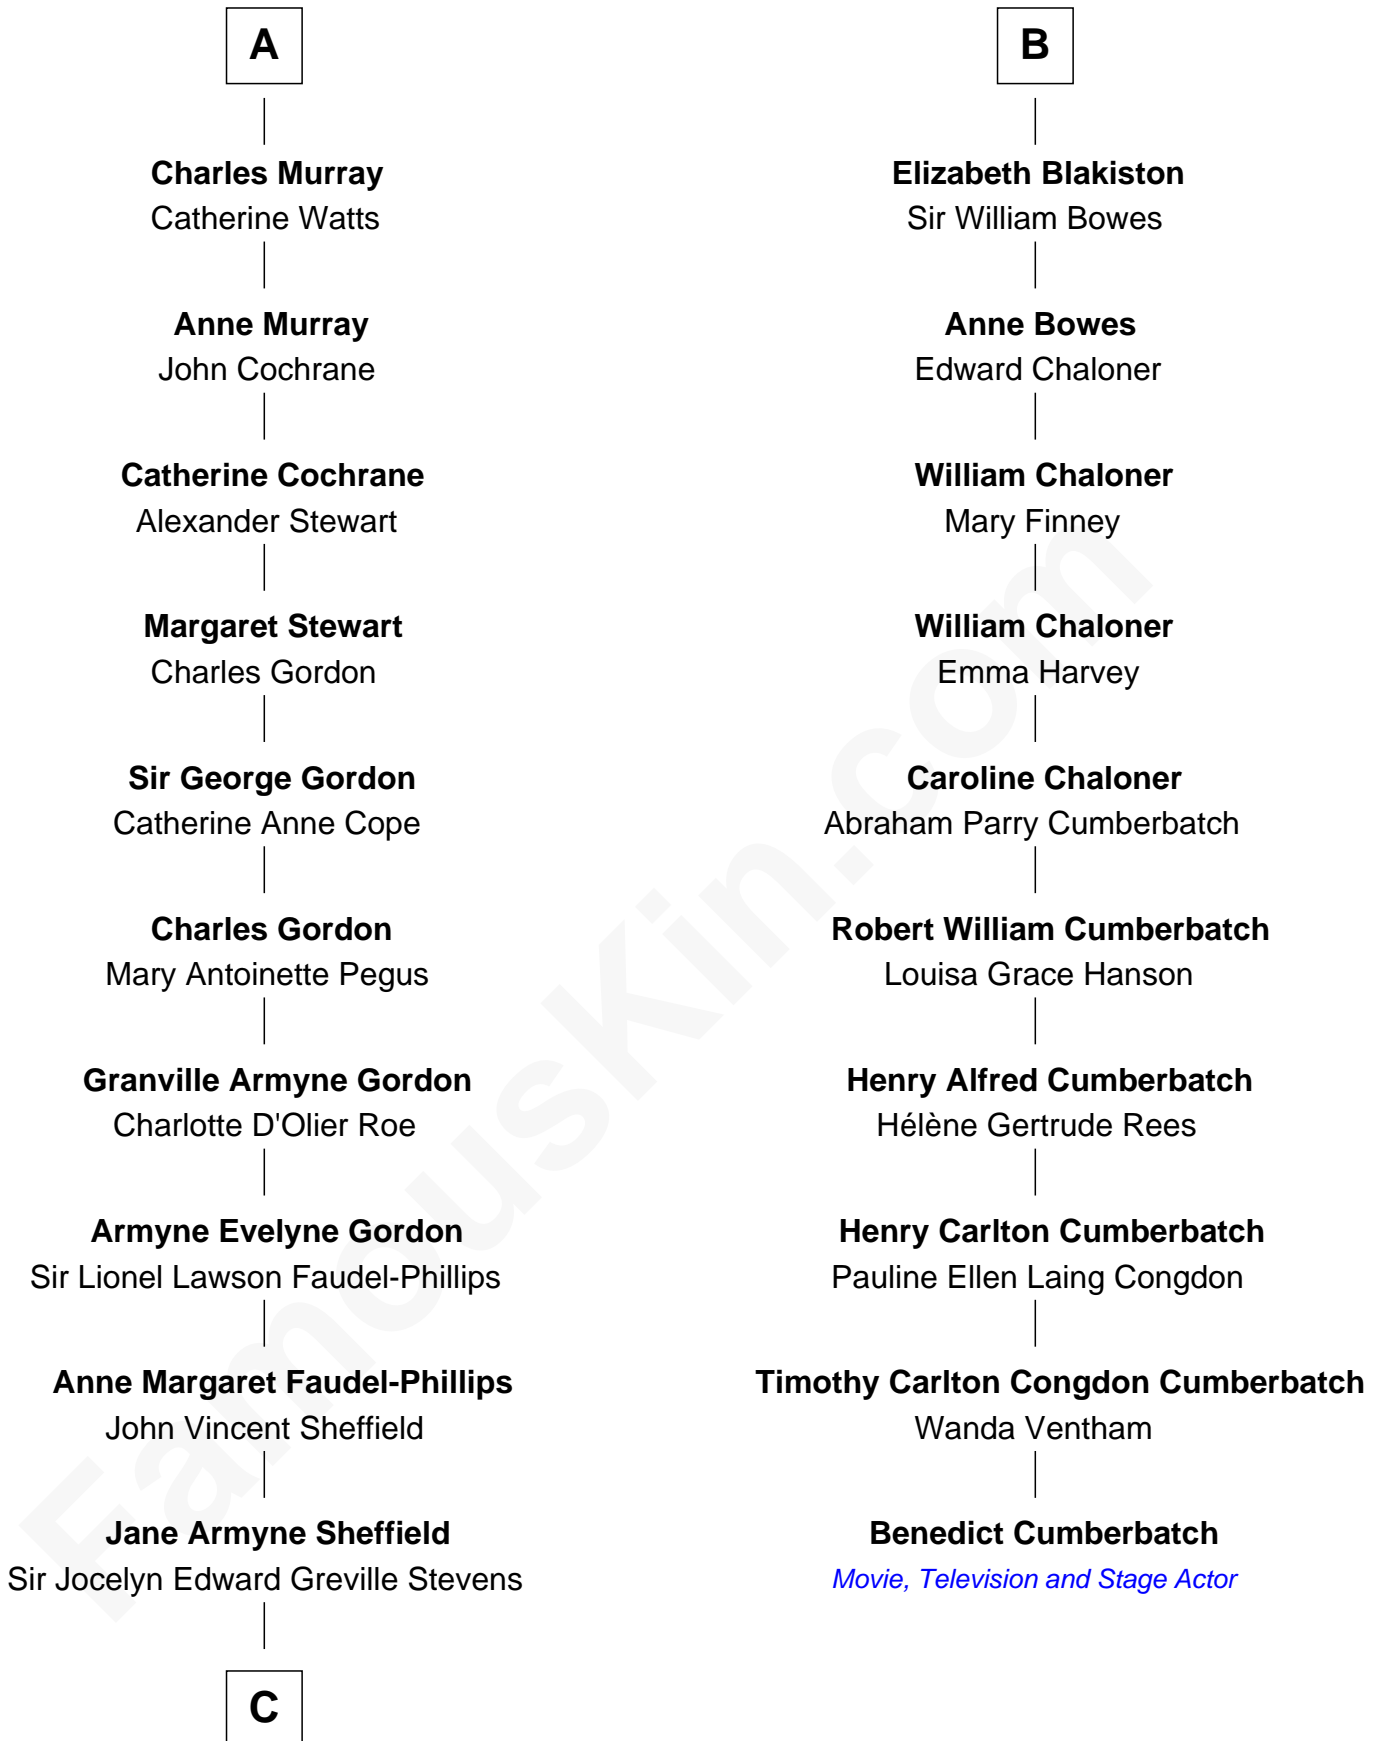 A
Charles Murray
Catherine Watts
Anne Murray
John Cochrane
Catherine Cochrane
Alexander Stewart
Margaret Stewart
Charles Gordon
Sir George Gordon
Catherine Anne Cope
Charles Gordon
Mary Antoinette Pegus
Granville Armyne Gordon
Charlotte D'Olier Roe
Armyne Evelyne Gordon
Sir Lionel Lawson Faudel-Phillips
Anne Margaret Faudel-Phillips
John Vincent Sheffield
Jane Armyne Sheffield
Sir Jocelyn Edward Greville Stevens
C
B
Elizabeth Blakiston
Sir William Bowes
Anne Bowes
Edward Chaloner
William Chaloner
Mary Finney
William Chaloner
Emma Harvey
Caroline Chaloner
Abraham Parry Cumberbatch
Robert William Cumberbatch
Louisa Grace Hanson
Henry Alfred Cumberbatch
Hélène Gertrude Rees
Henry Carlton Cumberbatch
Pauline Ellen Laing Congdon
Timothy Carlton Congdon Cumberbatch
Wanda Ventham
Benedict Cumberbatch
Movie, Television and Stage Actor
FamousKin.com